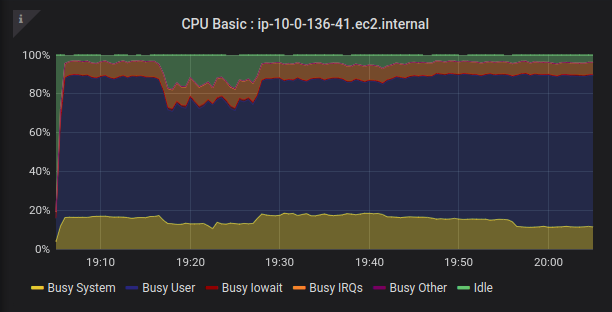 i
CPU Basic : ip-10-0-136-41.ec2.internal
100%
80%
60%
40%
20%
0%
19:10 19:20 19:30 19:40 19:50 20:00
Busy System Busy User Busy Iowait Busy IRQs Busy Other Idle